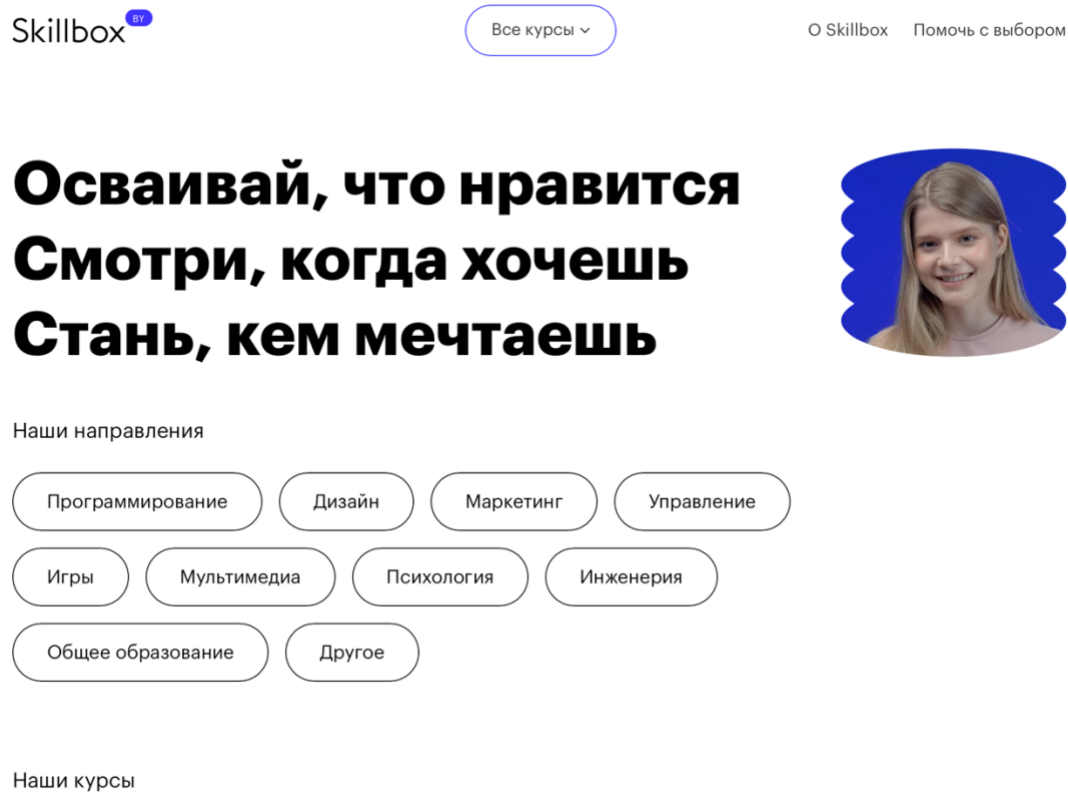 Skillbox BY
Все курсы
О Skillbox
Помочь с выбором
Осваивай, что нравится
Смотри, когда хочешь
Стань, кем мечтаешь
Наши направления
Программирование
Дизайн
Маркетинг
Управление
Игры
Мультимедиа
Психология
Инженерия
Общее образование
Другое
Наши курсы